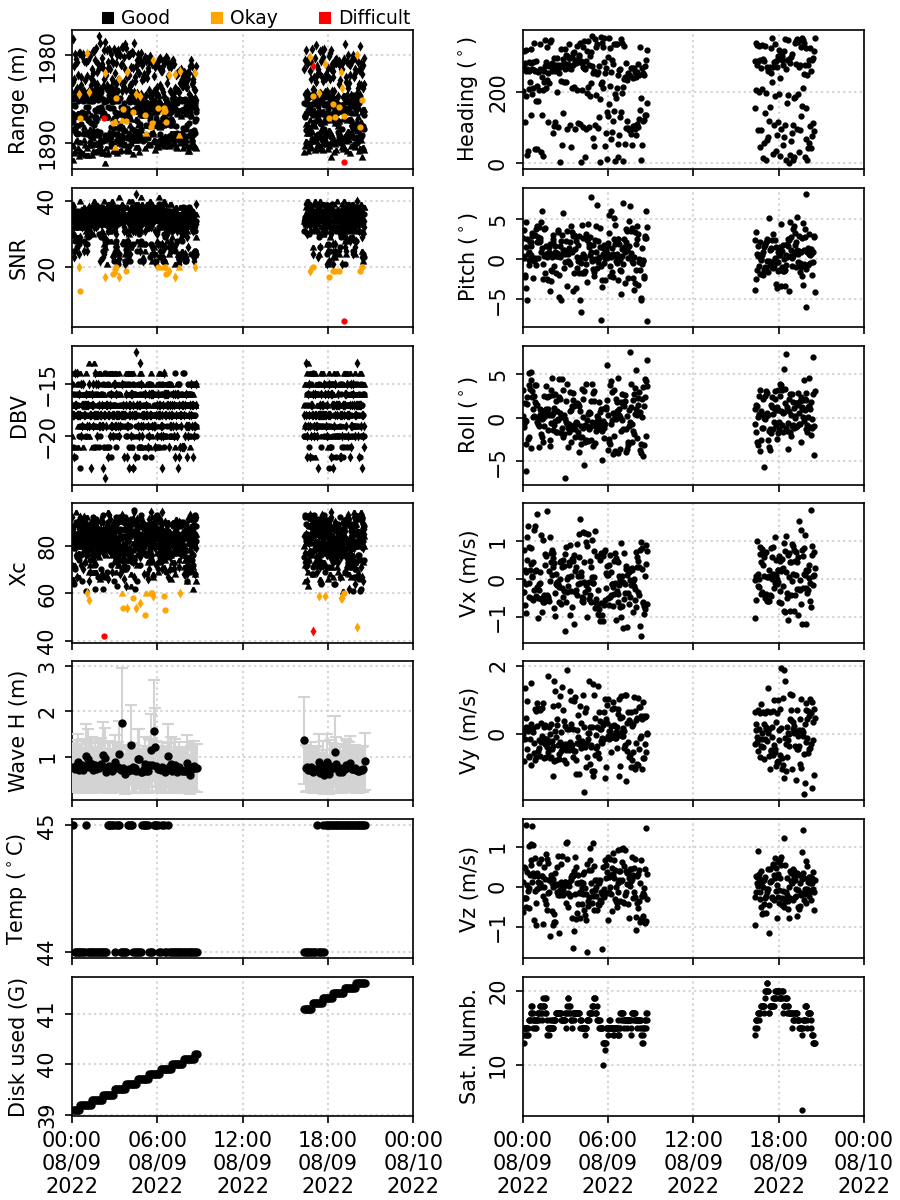 Good Okay Difficult
Range (m)
1980
1890
Heading (°)
200
0
SNR
40
20
Pitch (°)
5
0
−5
DBV
−15
−20
Roll (°)
5
0
−5
Xc
80
60
40
Vx (m/s)
1
0
−1
Wave H (m)
3
2
1
Vy (m/s)
2
0
Temp (°C)
45
44
Vz (m/s)
1
0
−1
Disk used (G)
41
40
39
Sat. Numb.
20
10
00:00 06:00 12:00 18:00 00:00 00:00 06:00 12:00 18:00 00:00
08/09 08/09 08/09 08/09 08/10 08/09 08/09 08/09 08/09 08/10
2022 2022 2022 2022 2022 2022 2022 2022 2022 2022